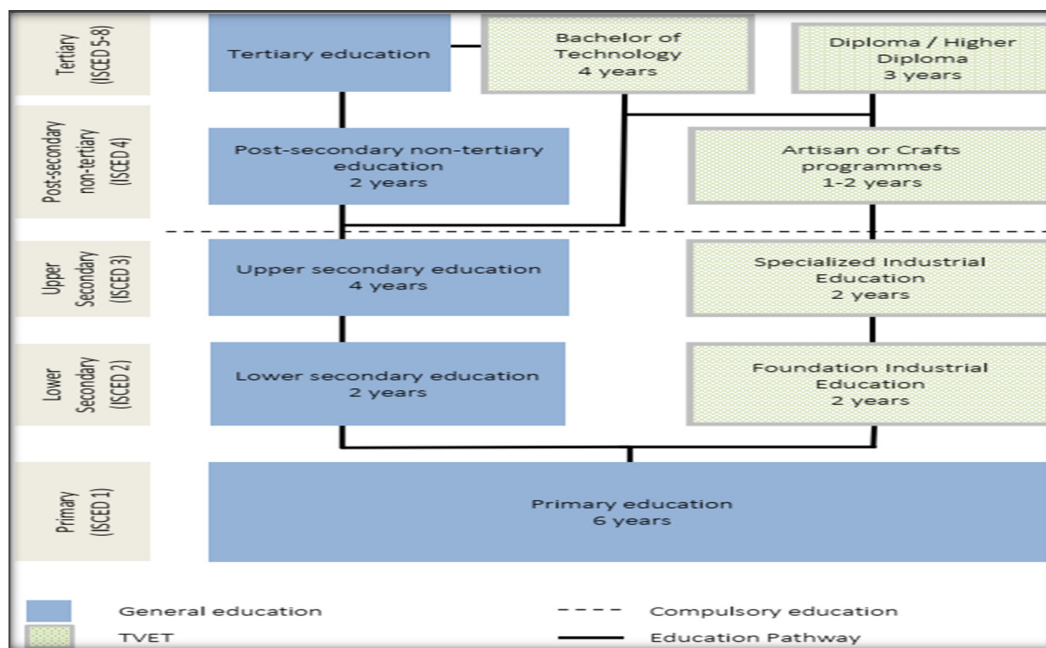 Tertiary
(ISCED 5-8)
Tertiary education
Bachelor of
Technology
4 years
Diploma / Higher
Diploma
3 years
Post-secondary
non-tertiary
(ISCED 4)
Post-secondary non-tertiary
education
2 years
Artisan or Crafts
programmes
1-2 years
Upper
Secondary
(ISCED 3)
Upper secondary education
4 years
Specialized Industrial
Education
2 years
Lower
Secondary
(ISCED 2)
Lower secondary education
2 years
Foundation Industrial
Education
2 years
Primary
(ISCED 1)
Primary education
6 years
General education
Compulsory education
TVET
Education Pathway